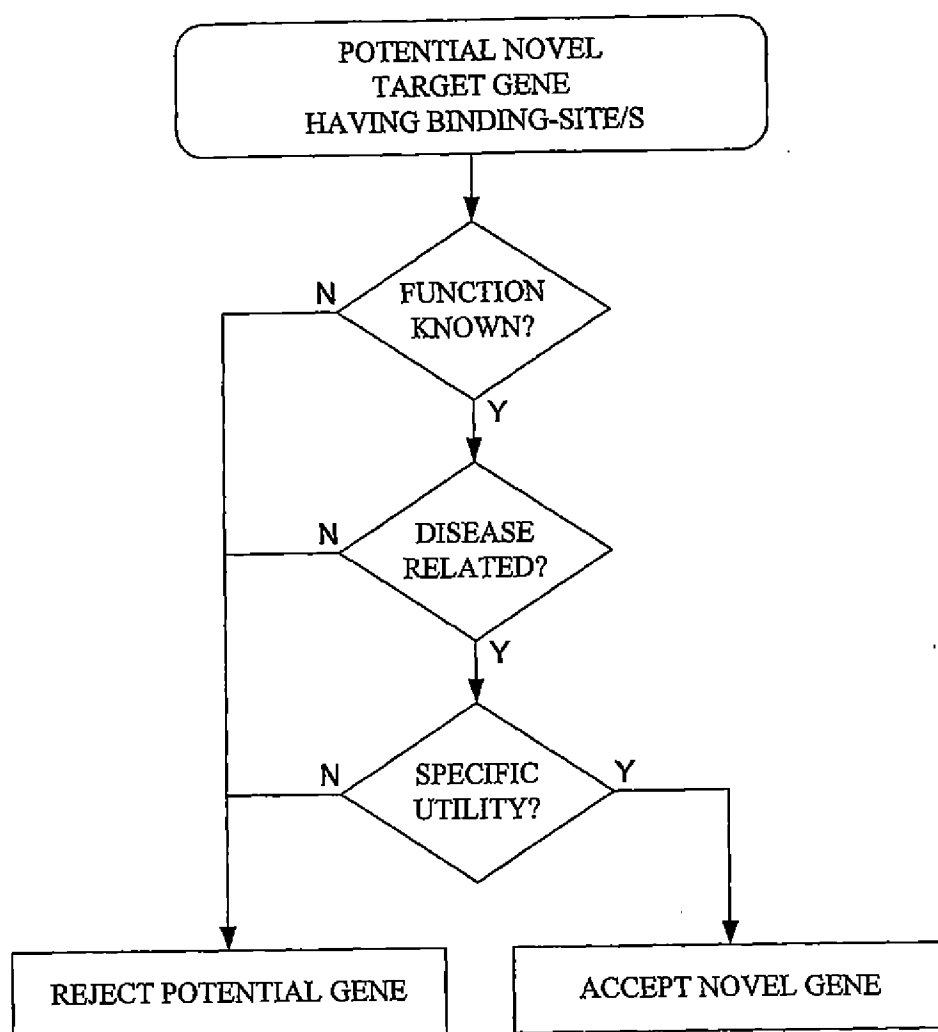 POTENTIAL NOVEL
TARGET GENE
HAVING BINDING-SITE/S
N
FUNCTION
KNOWN?
Y
N
DISEASE
RELATED?
Y
N
SPECIFIC
UTILITY?
Y
REJECT POTENTIAL GENE
ACCEPT NOVEL GENE